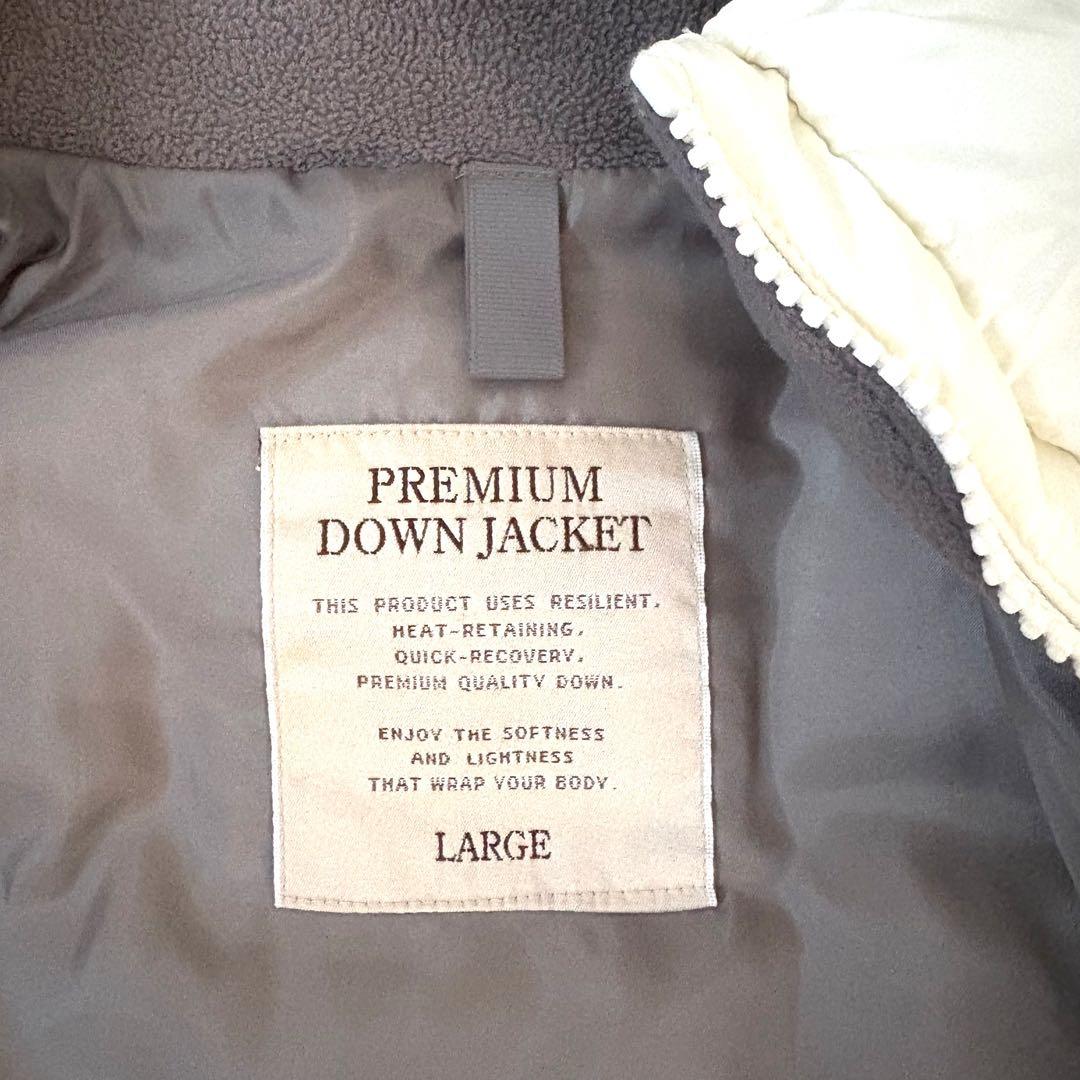 PREMIUM
DOWN JACKET
THIS PRODUCT USES RESILIENT,
HEAT-RETAINING,
QUICK-RECOVERY,
PREMIUM QUALITY DOWN.
ENJOY THE SOFTNESS
AND LIGHTNESS
THAT WRAP YOUR BODY.
LARGE